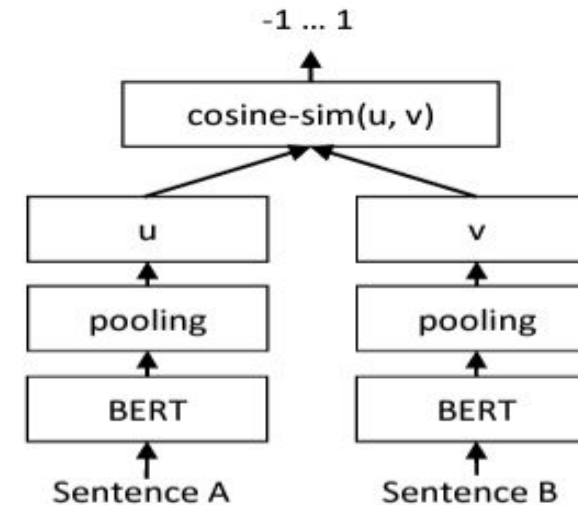 -1 ... 1
cosine-sim(u, v)
u v
pooling pooling
BERT BERT
Sentence A Sentence B